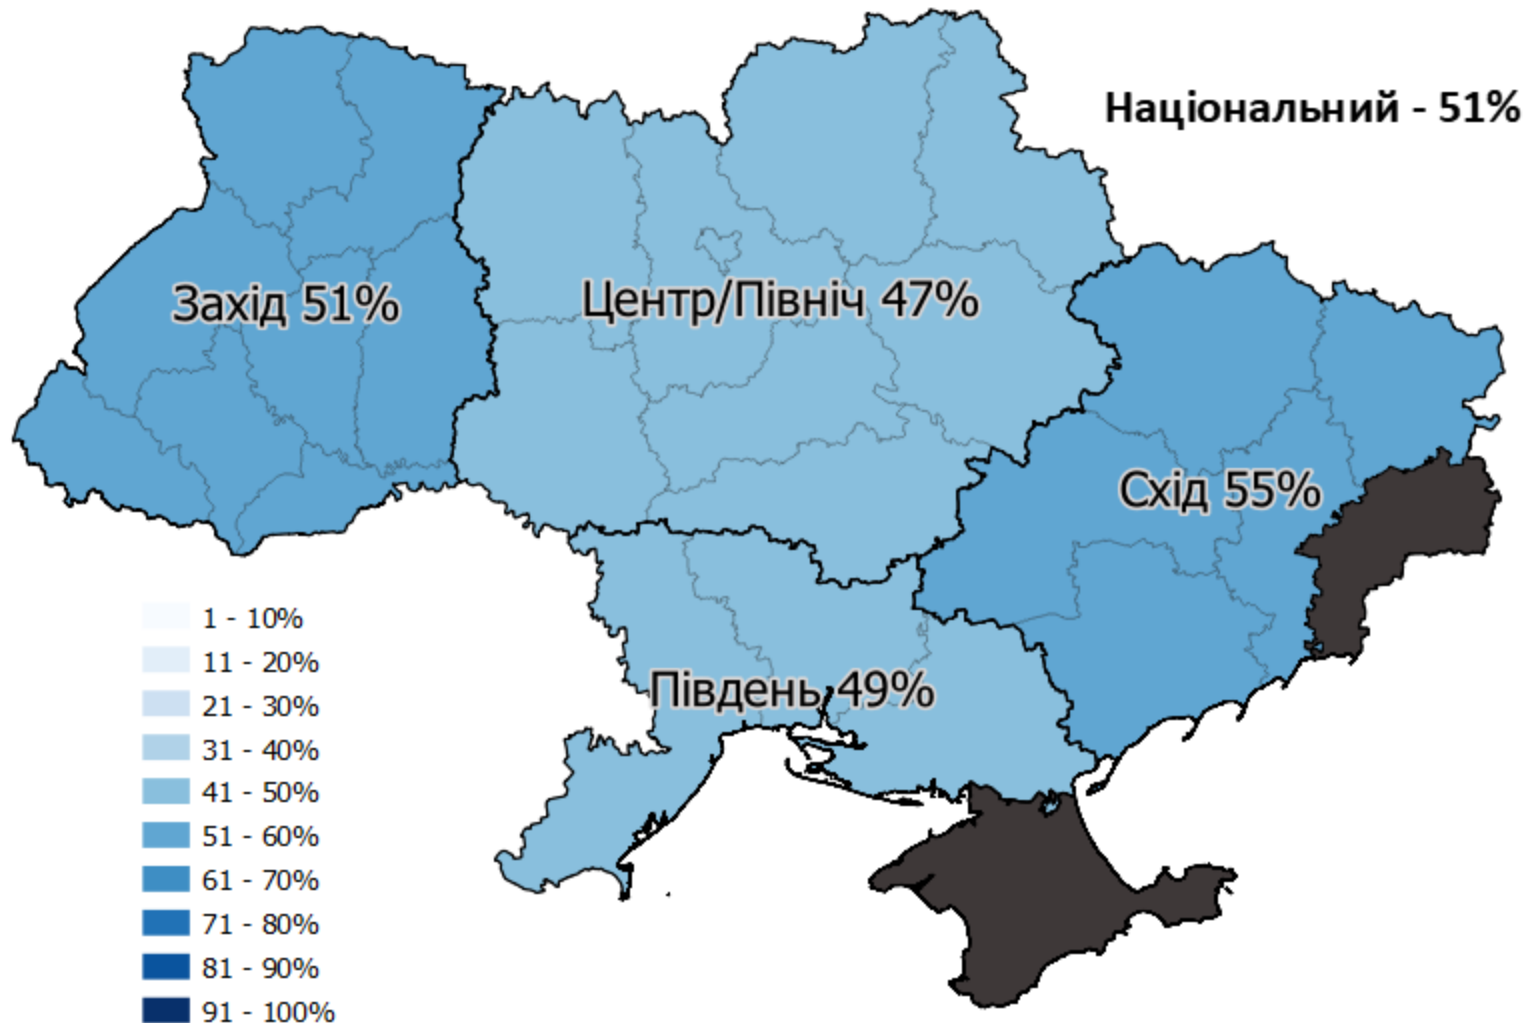 Національний - 51%
Захід 51%
Центр/Північ 47%
Схід 55%
Південь 49%
1 - 10%
11 - 20%
21 - 30%
31 - 40%
41 - 50%
51 - 60%
61 - 70%
71 - 80%
81 - 90%
91 - 100%